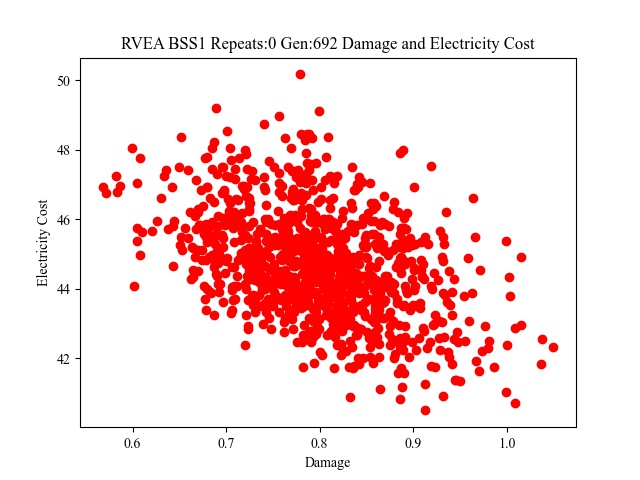 RVEA BSS1 Repeats:0 Gen:692 Damage and Electricity Cost
50
48
46
44
42
Electricity Cost
0.6 0.7 0.8 0.9 1.0
Damage